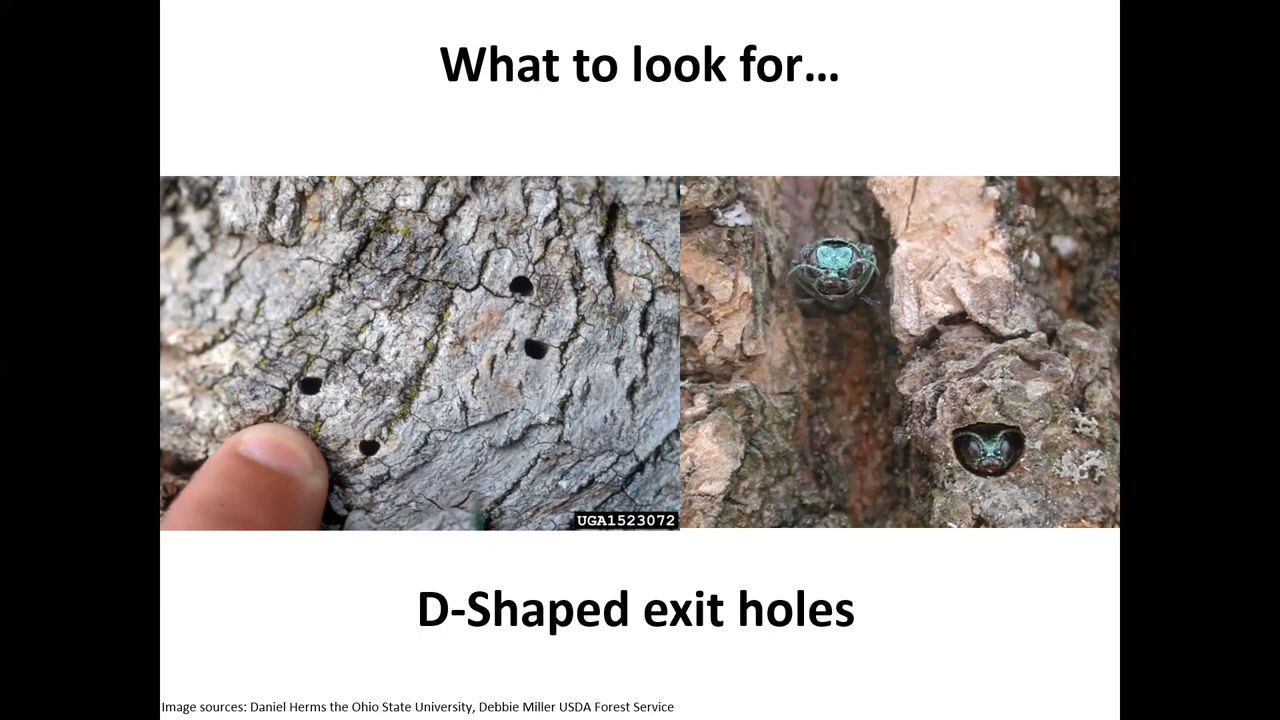 What to look for…
UGA1523072
D-Shaped exit holes
Image sources: Daniel Herms the Ohio State University, Debbie Miller USDA Forest Service